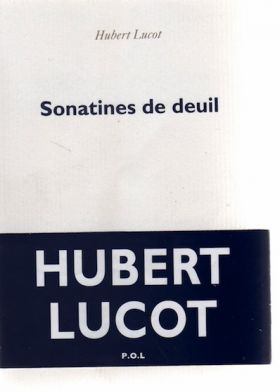 Hubert Lucot
Sonatines de deuil
HUBERT
LUCOT
P.O.L